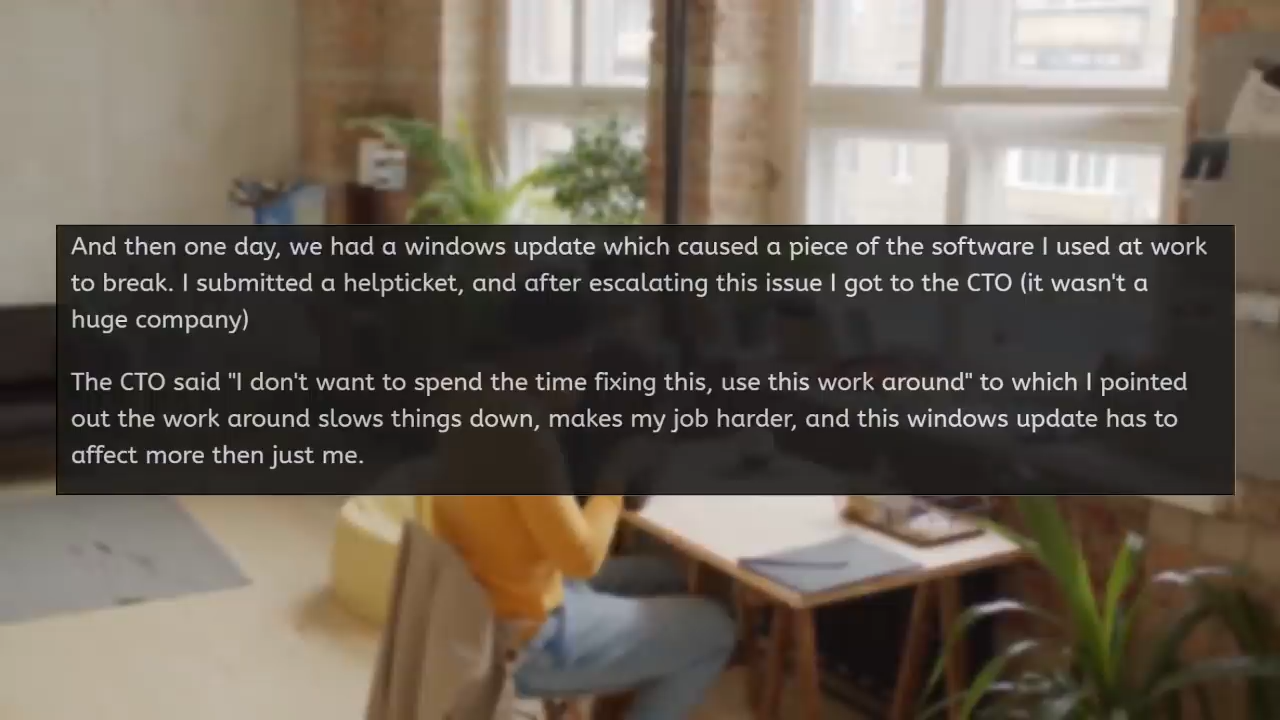 And then one day, we had a windows update which caused a piece of the software I used at work
to break. I submitted a helpticket, and after escalating this issue I got to the CTO (it wasn't a
huge company)
The CTO said "I don't want to spend the time fixing this, use this work around" to which I pointed
out the work around slows things down, makes my job harder, and this windows update has to
affect more then just me.